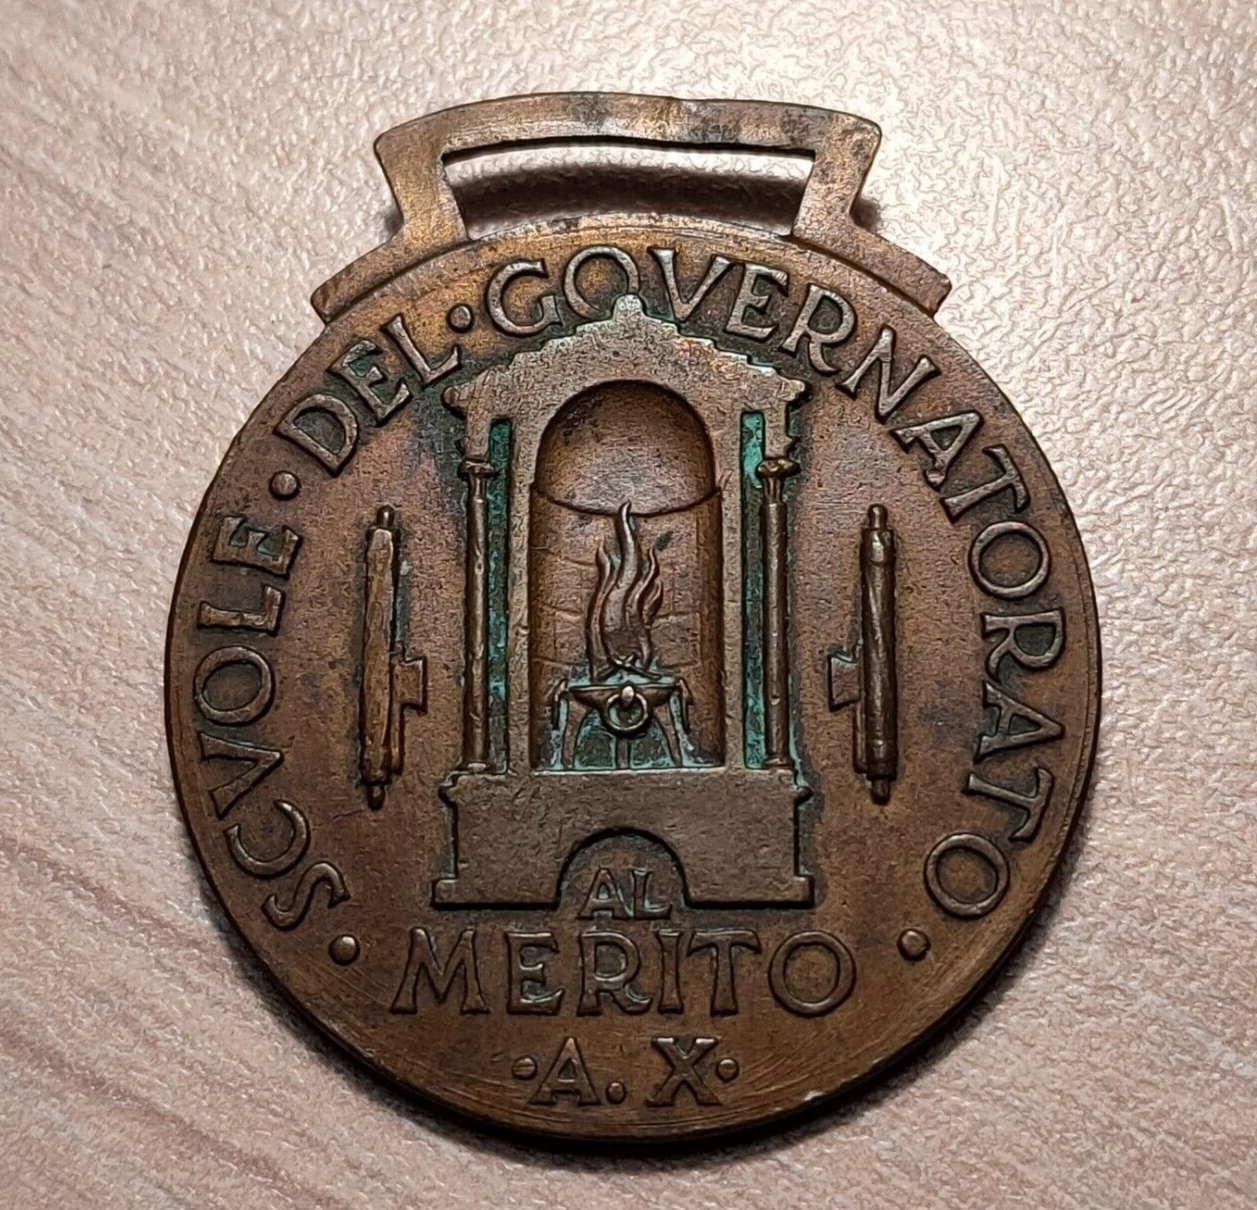 SCVOLE · DEL · GOVERNATORATO
AL
MERITO
· A . X ·